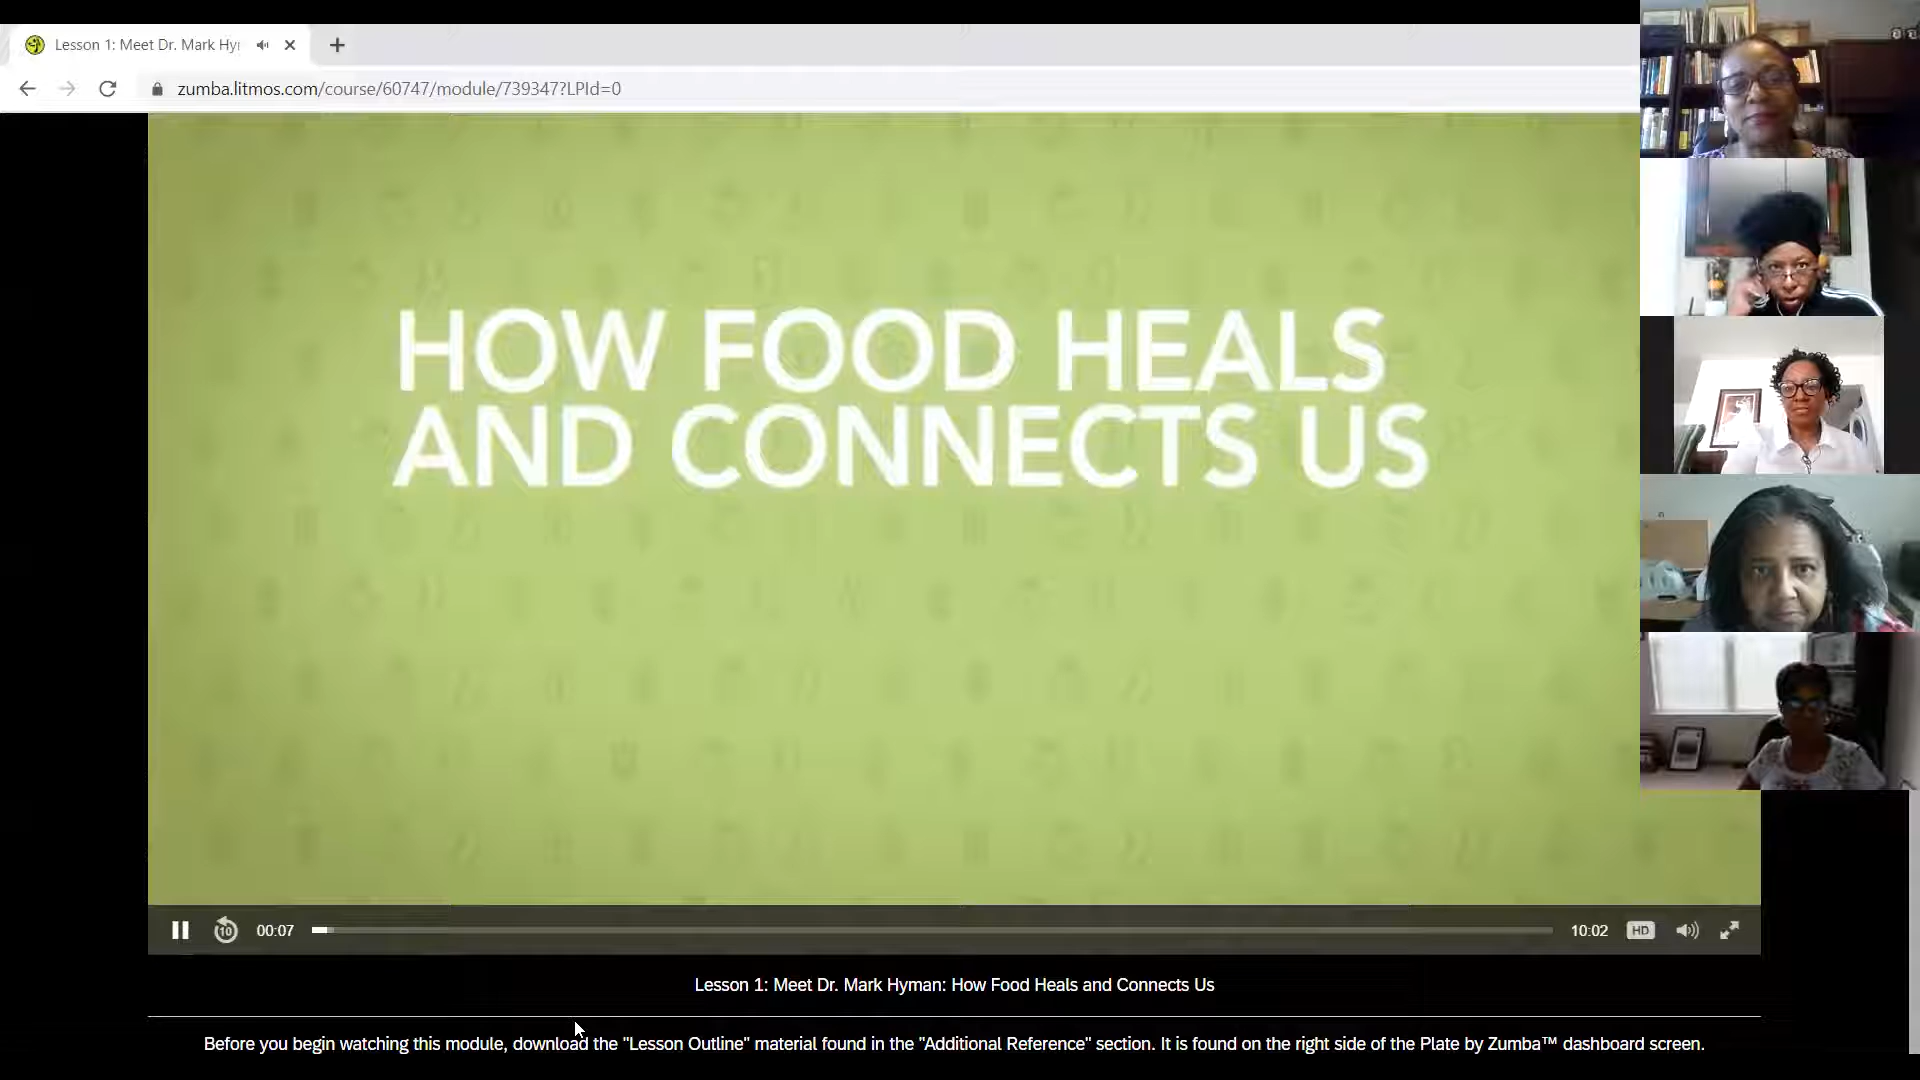 Lesson 1: Meet Dr. Mark Hy
zumba.litmos.com/course/60747/module/739347?LPId=0
HOW FOOD HEALS
AND CONNECTS US
10
00:07
10:02
HD
Lesson 1: Meet Dr. Mark Hyman: How Food Heals and Connects Us
Before you begin watching this module, download the "Lesson Outline" material found in the "Additional Reference" section. It is found on the right side of the Plate by Zumba™ dashboard screen.